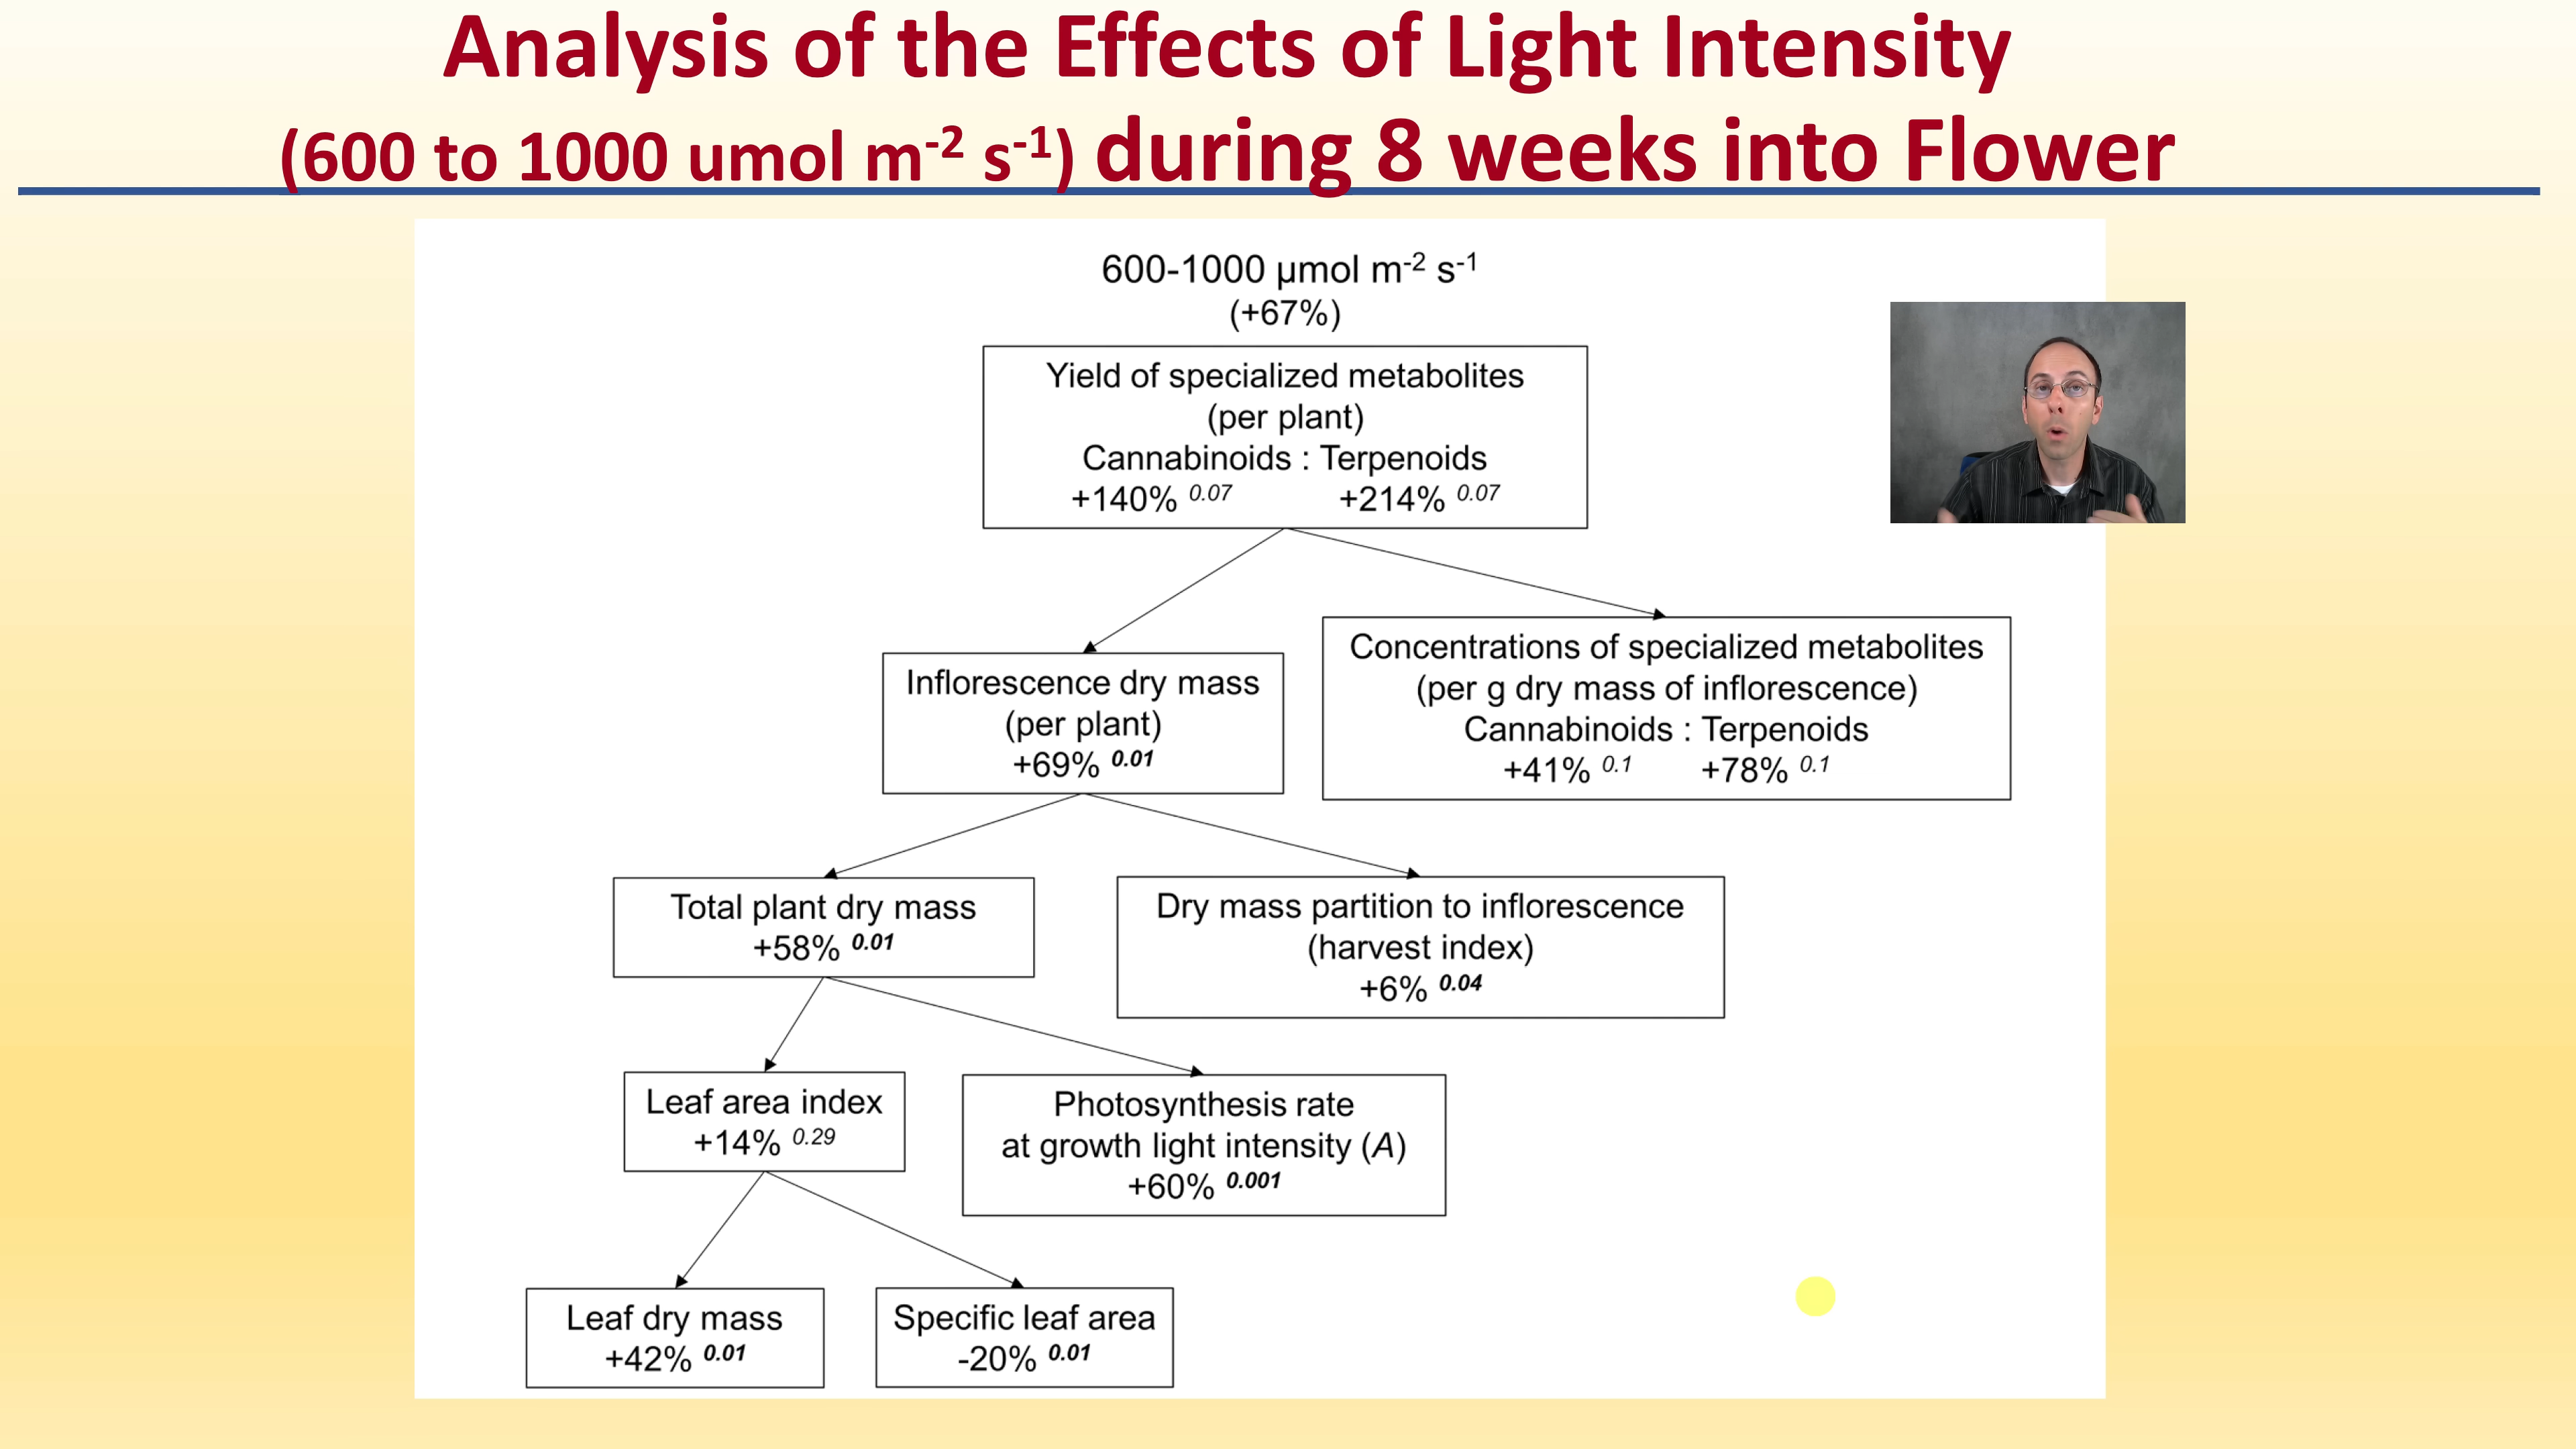 Analysis of the Effects of Light Intensity
(600 to 1000 umol m-2 s-1) during 8 weeks into Flower
600-1000 µmol m-2 s-1
(+67%)
Yield of specialized metabolites
(per plant)
Cannabinoids : Terpenoids
+140% 0.07 +214% 0.07
Inflorescence dry mass
(per plant)
+69% 0.01
Concentrations of specialized metabolites
(per g dry mass of inflorescence)
Cannabinoids : Terpenoids
+41% 0.1 +78% 0.1
Total plant dry mass
+58% 0.01
Dry mass partition to inflorescence
(harvest index)
+6% 0.04
Leaf area index
+14% 0.29
Photosynthesis rate
at growth light intensity (A)
+60% 0.001
Leaf dry mass
+42% 0.01
Specific leaf area
-20% 0.01